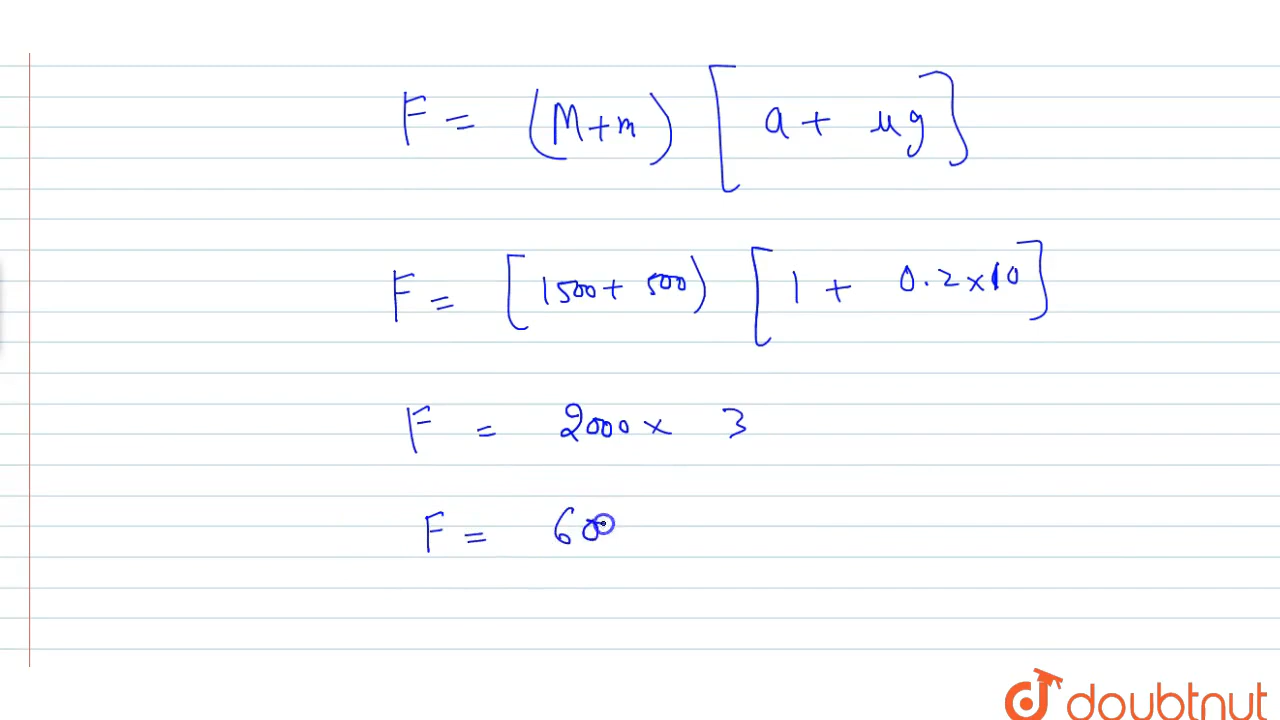 F = (M+m) [a + μg}
F = [1500+ 500) [1 + 0.2×10]
F = 2000 × 3
F = 60
doubtnut